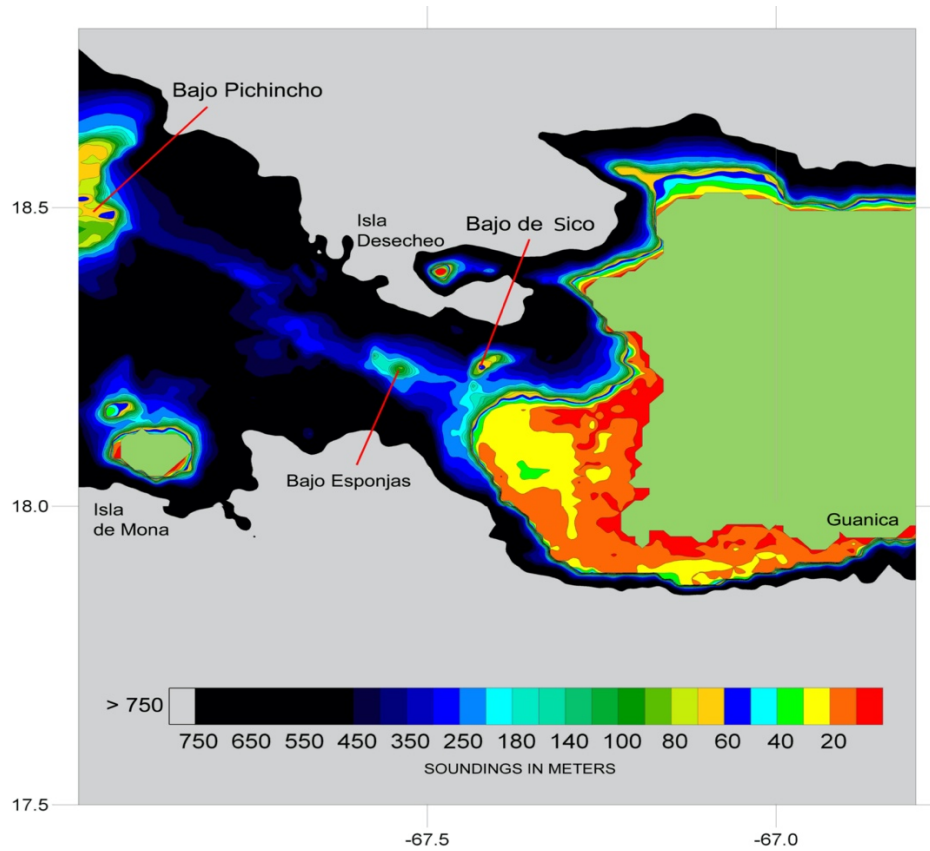 Bajo Pichincho
18.5
Isla
Desecheo
Bajo de Sico
Bajo Esponjas
18.0
Isla
de Mona
Guanica
> 750
750 650 550 450 350 250 180 140 100 80 60 40 20
SOUNDINGS IN METERS
17.5
-67.5 -67.0